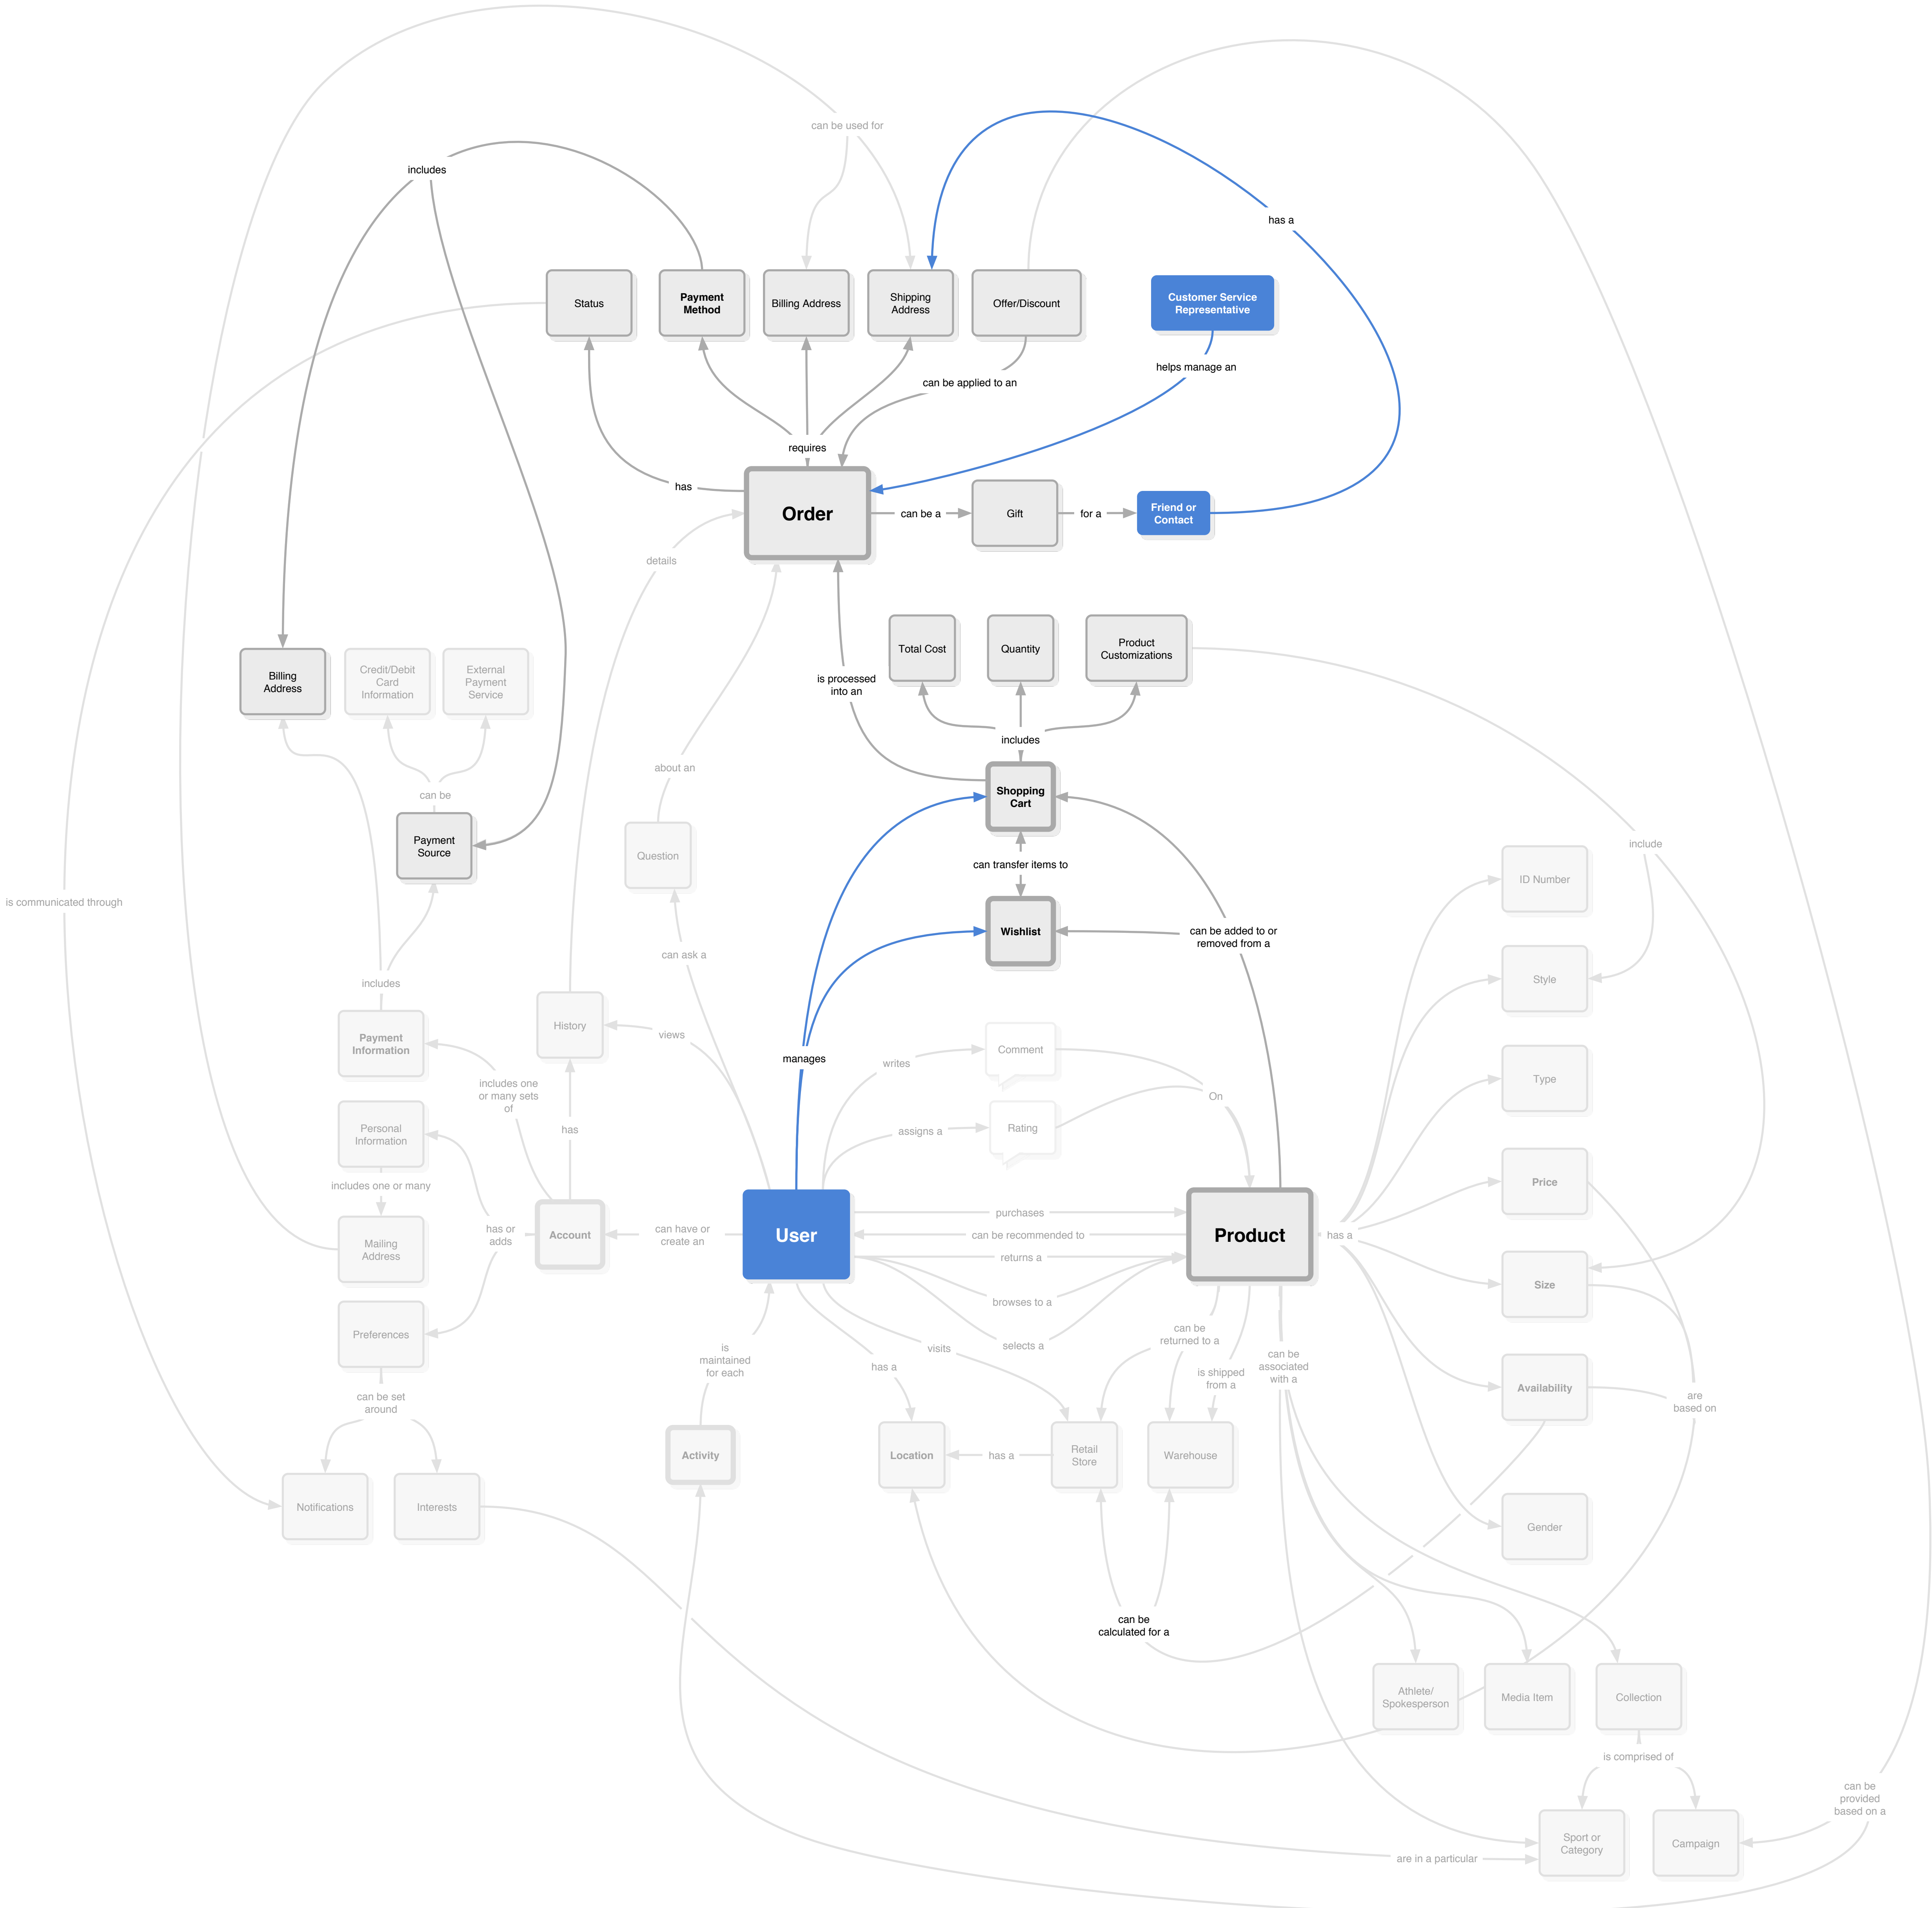 can be used for
includes
has a
Status
Payment
Method
Billing Address
Shipping
Address
Offer/Discount
Customer Service
Representative
helps manage an
can be applied to an
requires
has
Order
can be a
Gift
for a
Friend or
Contact
details
Total Cost
Quantity
Product
Customizations
is processed
into an
Billing
Address
Credit/Debit
Card
Information
External
Payment
Service
includes
about an
can be
Shopping
Cart
Payment
Source
Question
can transfer items to
include
ID Number
is communicated through
Wishlist
can be added to or
removed from a
can ask a
Style
includes
History
views
Payment
Information
manages
writes
Comment
Type
includes one
or many sets
of
On
Personal
Information
has
assigns a
Rating
includes one or many
Price
purchases
Mailing
Address
has or
adds
Account
can have or
create an
User
can be recommended to
Product
has a
returns a
Size
browses to a
Preferences
is
maintained
for each
visits
selects a
can be
returned to a
has a
is shipped
from a
can be
associated
with a
Availability
are
based on
can be set
around
Activity
Location
has a
Retail
Store
Warehouse
Notifications
Interests
Gender
can be
calculated for a
Athlete/
Spokesperson
Media Item
Collection
is comprised of
can be
provided
based on a
Sport or
Category
Campaign
are in a particular